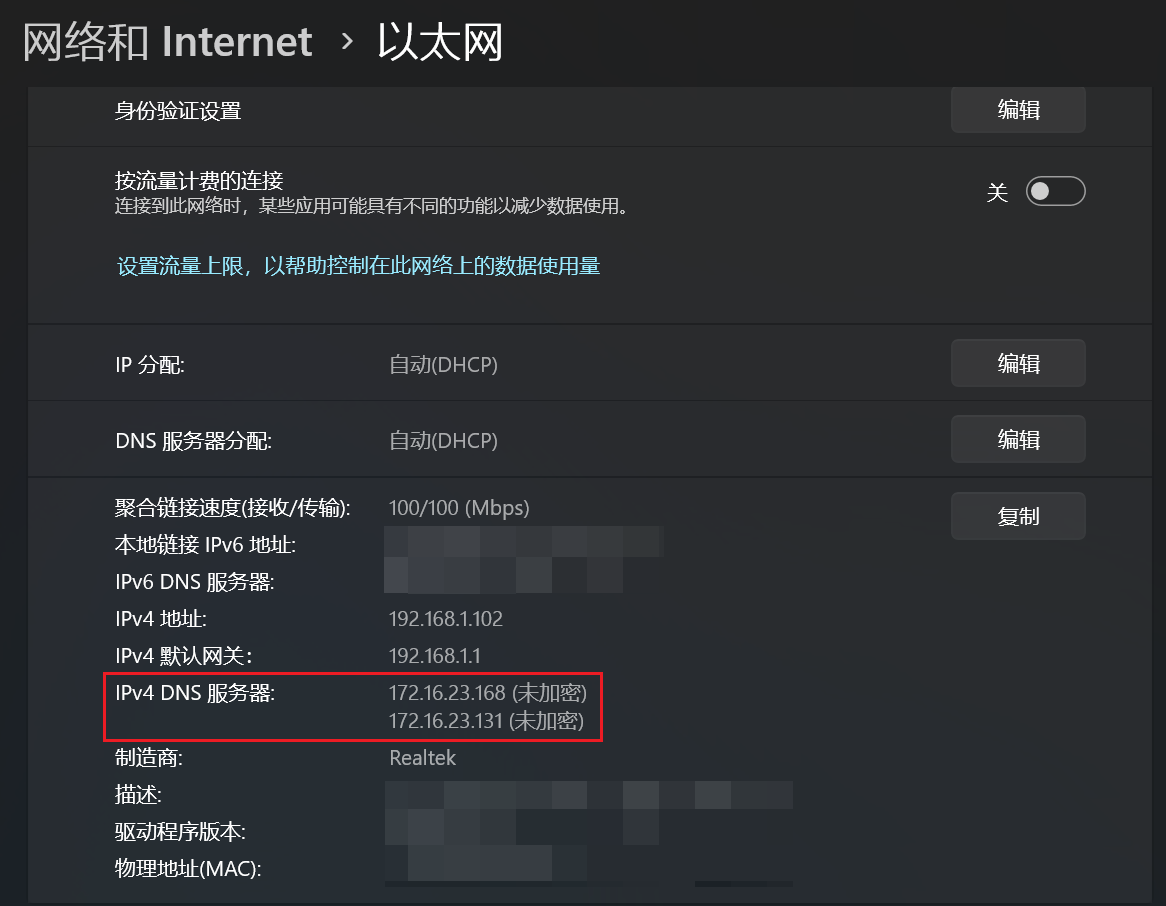 网络和 Internet › 以太网
身份验证设置 编辑
按流量计费的连接
连接到此网络时，某些应用可能具有不同的功能以减少数据使用。 关
设置流量上限，以帮助控制在此网络上的数据使用量
IP 分配: 自动(DHCP) 编辑
DNS 服务器分配: 自动(DHCP) 编辑
聚合链接速度(接收/传输): 100/100 (Mbps) 复制
本地链接 IPv6 地址:
IPv6 DNS 服务器:
IPv4 地址: 192.168.1.102
IPv4 默认网关: 192.168.1.1
IPv4 DNS 服务器: 172.16.23.168 (未加密)
172.16.23.131 (未加密)
制造商: Realtek
描述:
驱动程序版本:
物理地址(MAC):